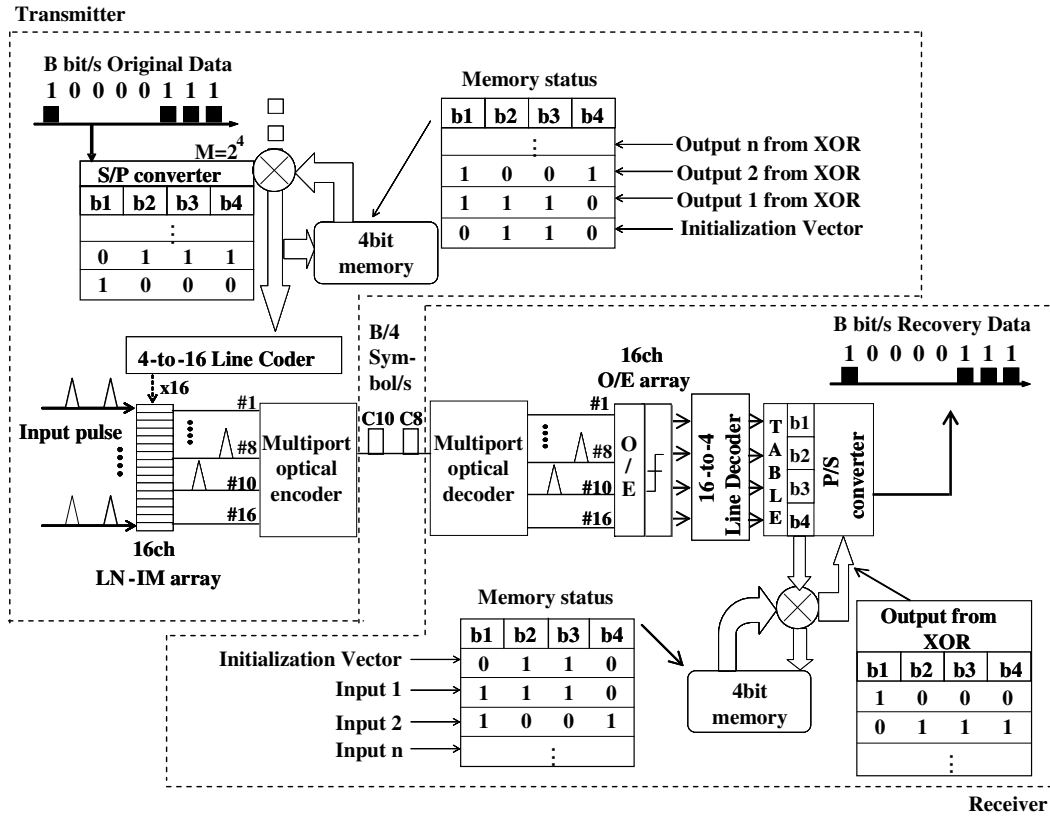 Transmitter
B bit/s Original Data
1 0 0 0 0 1 1 1
M=2^4
S/P converter
b1 b2 b3 b4
⋮
0 1 1 1
1 0 0 0
4bit
memory
Memory status
b1 b2 b3 b4
⋮
1 0 0 1
1 1 1 0
0 1 1 0
Output n from XOR
Output 2 from XOR
Output 1 from XOR
Initialization Vector
4-to-16 Line Coder
x16
Input pulse
16ch
LN-IM array
#1
#8
#10
#16
Multiport
optical
encoder
B/4
Sym-
bol/s
C10 C8
Multiport
optical
decoder
#1
#8
#10
#16
16ch
O/E array
O/E
16-to-4
Line Decoder
TABLE
b1
b2
b3
b4
P/S
converter
B bit/s Recovery Data
1 0 0 0 0 1 1 1
Memory status
b1 b2 b3 b4
0 1 1 0
1 1 1 0
1 0 0 1
⋮
Initialization Vector
Input 1
Input 2
Input n
4bit
memory
Output from
XOR
b1 b2 b3 b4
1 0 0 0
0 1 1 1
⋮
Receiver